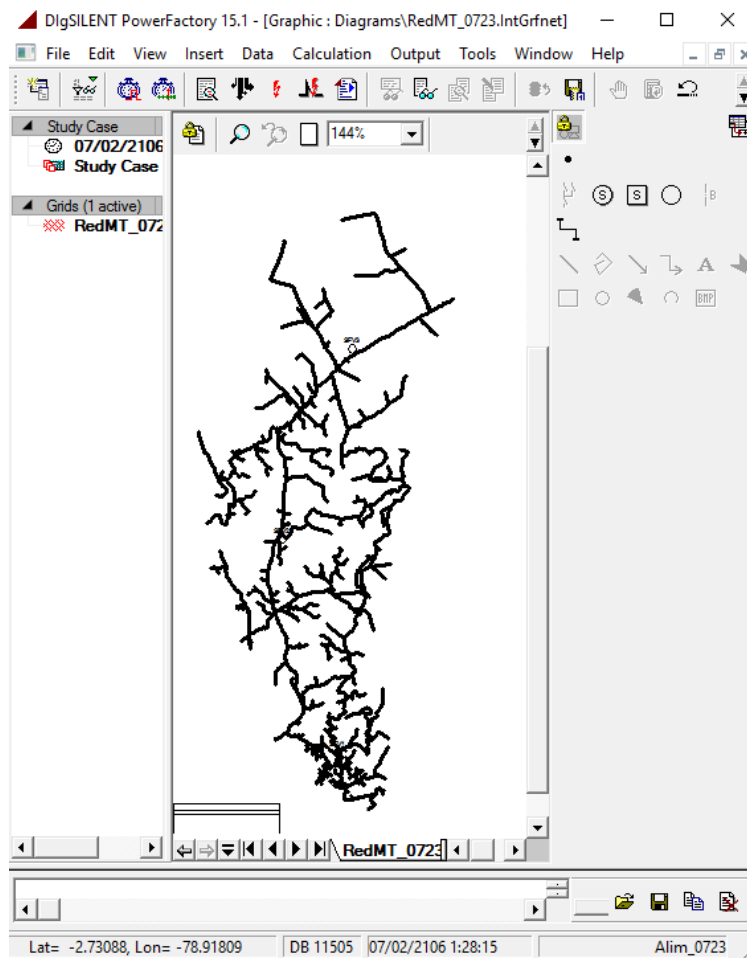 DIgSILENT PowerFactory 15.1 - [Graphic : Diagrams\RedMT_0723.IntGrfnet]
File Edit View Insert Data Calculation Output Tools Window Help
Study Case
07/02/2106
Study Case
Grids (1 active)
RedMT_072
144%
S S B
A
BMP
RedMT_0723
Lat= -2.73088, Lon= -78.91809 DB 11505 07/02/2106 1:28:15 Alim_0723